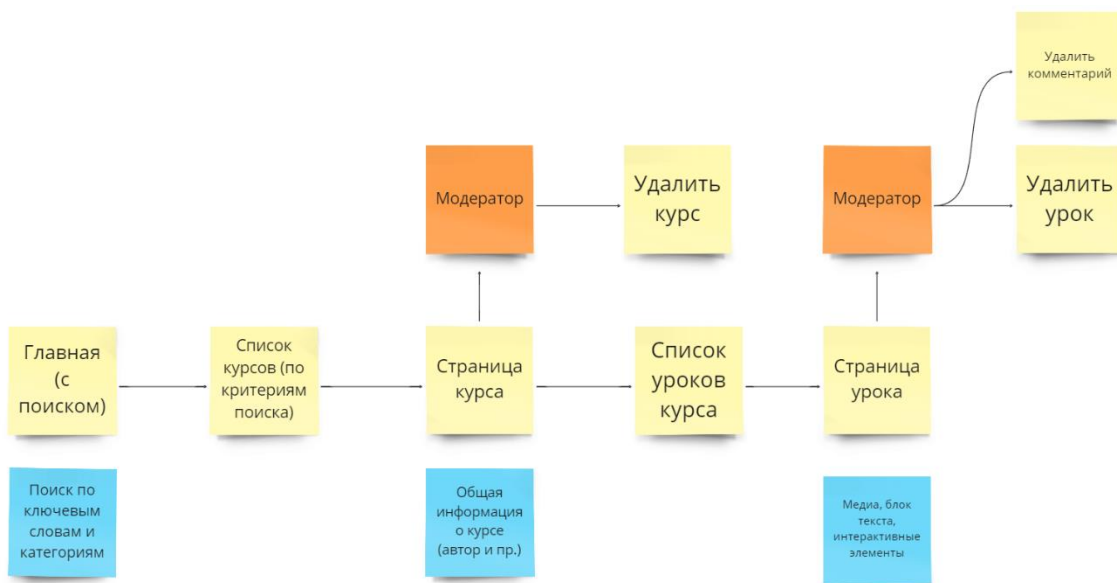 Удалить
комментарий
Модератор
Удалить
курс
Модератор
Удалить
урок
Главная
(с
поиском)
Список
курсов (по
критериям
поиска)
Страница
курса
Список
уроков
курса
Страница
урока
Поиск по
ключевым
словам и
категориям
Общая
информация
о курсе
(автор и пр.)
Медиа, блок
текста,
интерактивные
элементы